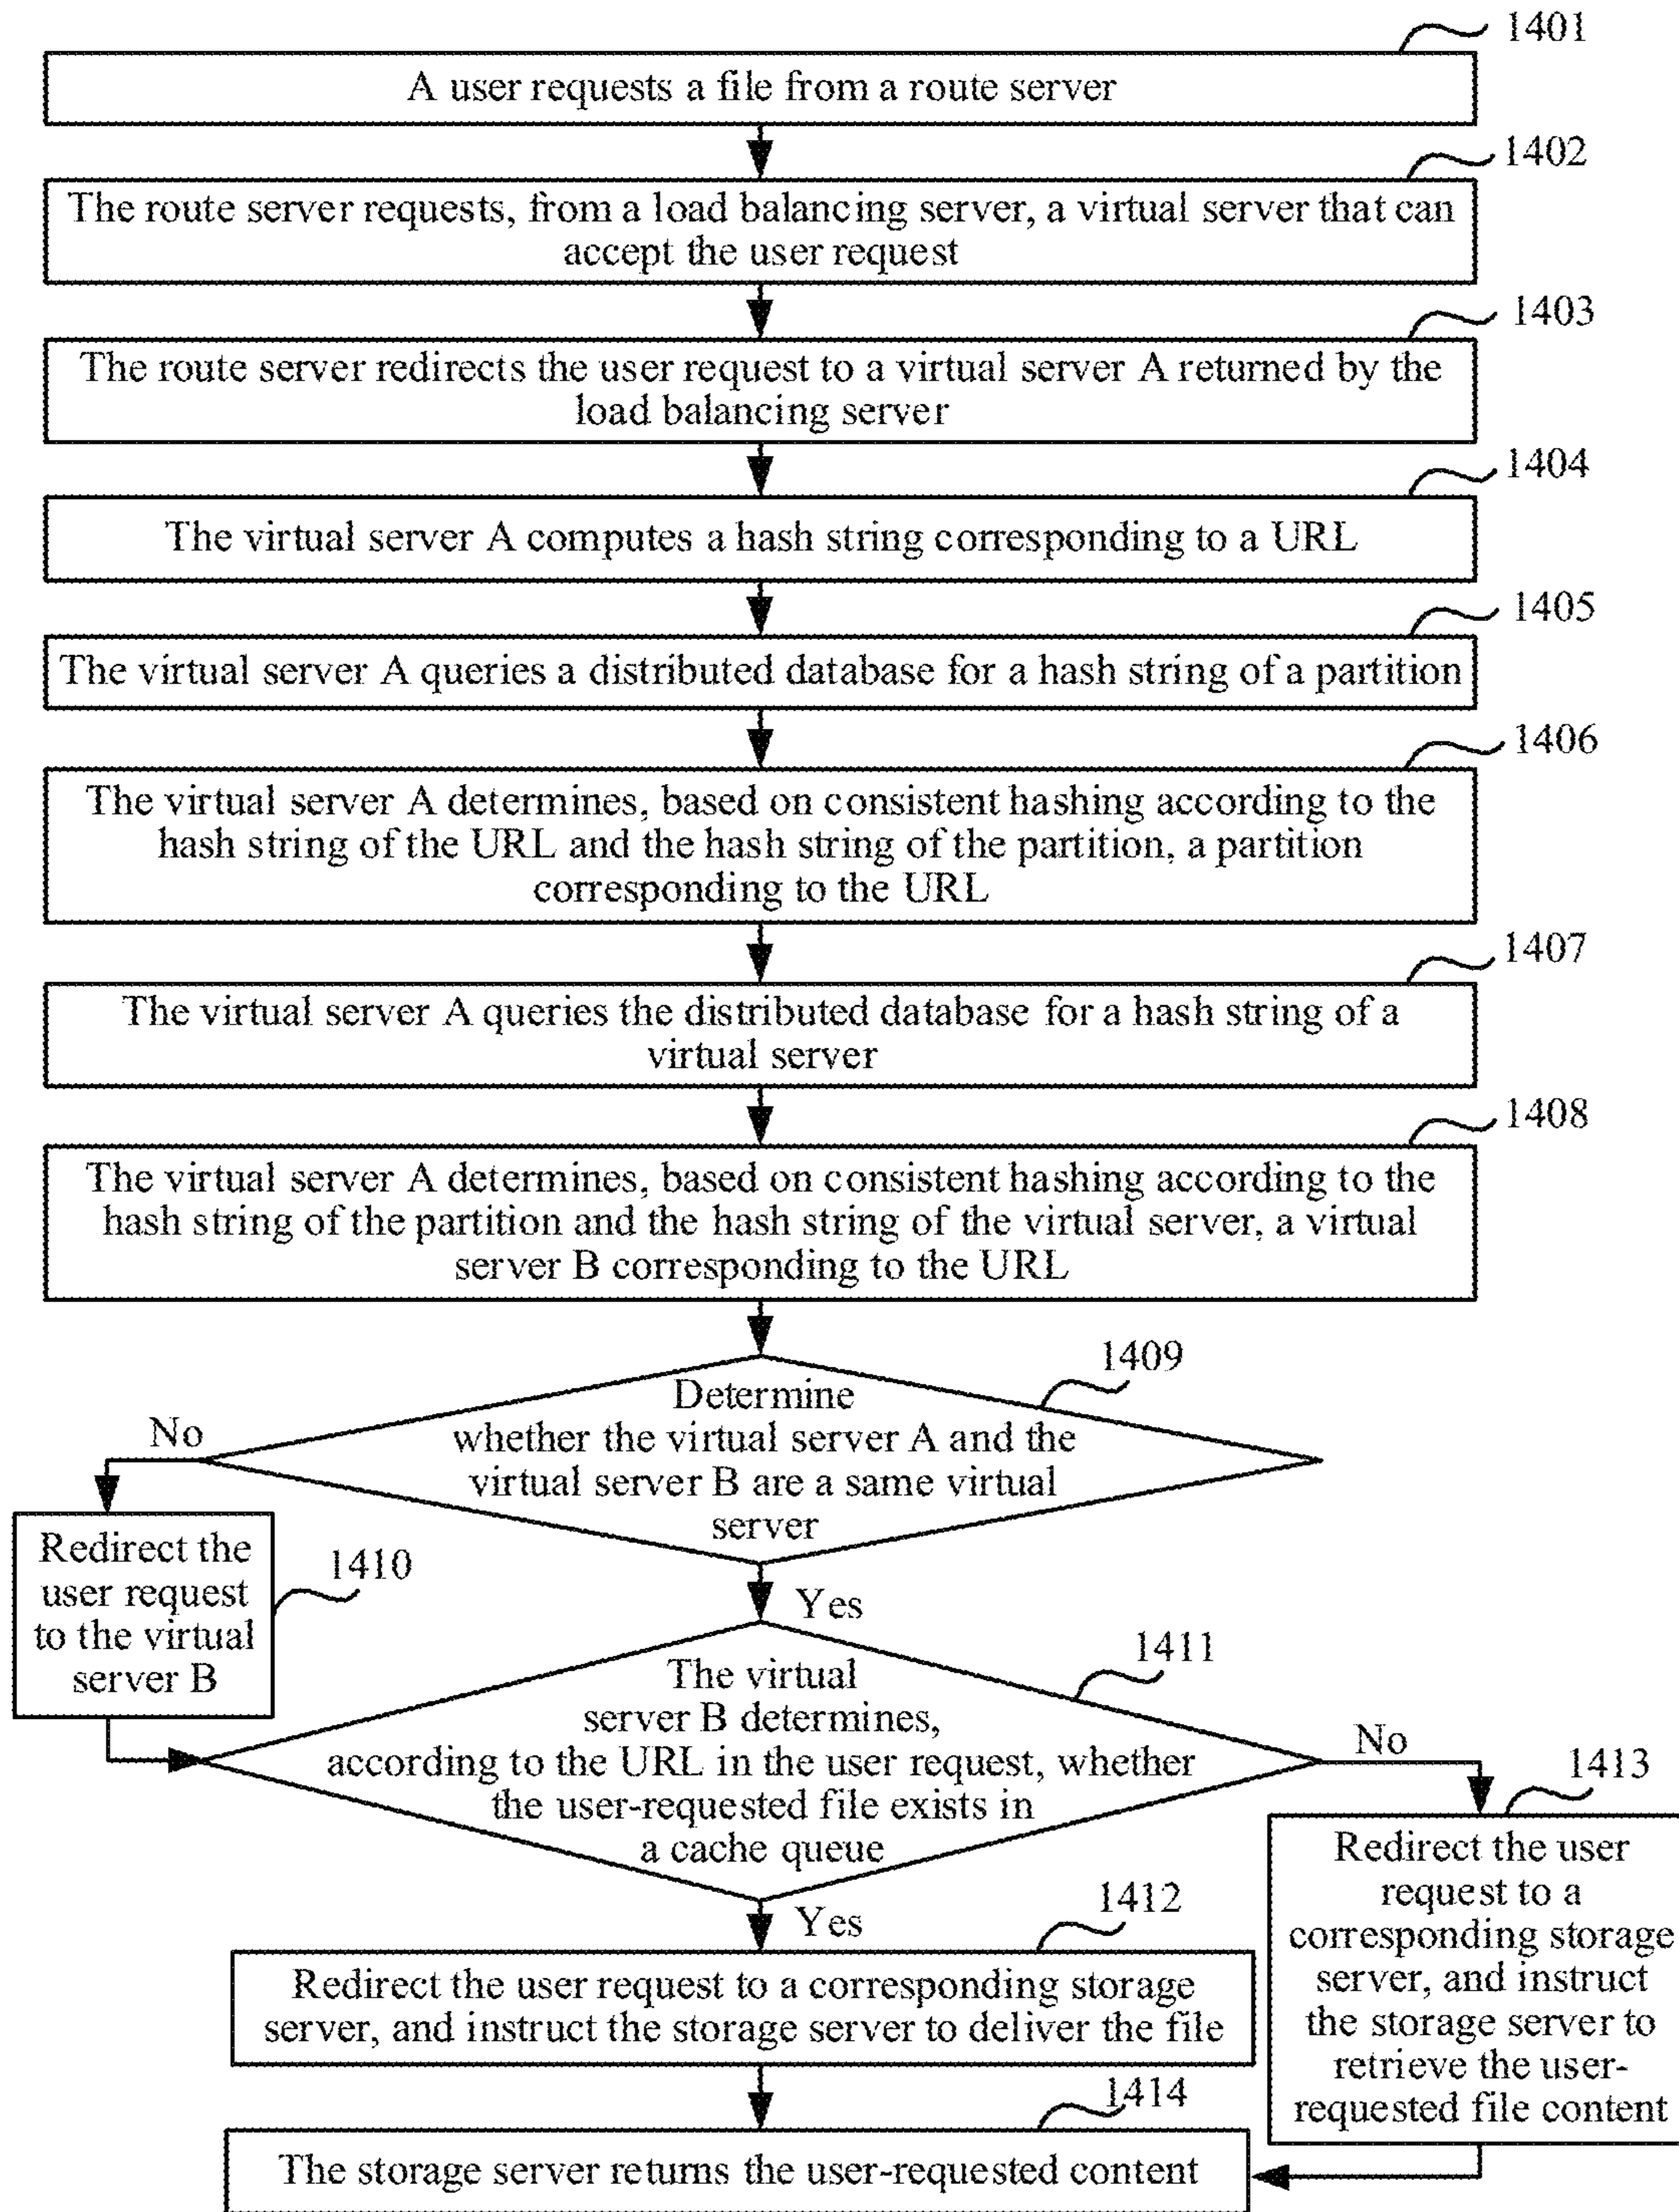 1401
A user requests a file from a route server
1402
The route server requests, from a load balancing server, a virtual server that can
accept the user request
1403
The route server redirects the user request to a virtual server A returned by the
load balancing server
1404
The virtual server A computes a hash string corresponding to a URL
1405
The virtual server A queries a distributed database for a hash string of a partition
1406
The virtual server A determines, based on consistent hashing according to the
hash string of the URL and the hash string of the partition, a partition
corresponding to the URL
1407
The virtual server A queries the distributed database for a hash string of a
virtual server
1408
The virtual server A determines, based on consistent hashing according to the
hash string of the partition and the hash string of the virtual server, a virtual
server B corresponding to the URL
1409
Determine
whether the virtual server A and the
virtual server B are a same virtual
server
No
Yes
1410
Redirect the
user request
to the virtual
server B
1411
The virtual
server B determines,
according to the URL in the user request, whether
the user-requested file exists in
a cache queue
No
Yes
1412
Redirect the user request to a corresponding storage
server, and instruct the storage server to deliver the file
1413
Redirect the user
request to a
corresponding storage
server, and instruct
the storage server to
retrieve the user-
requested file content
1414
The storage server returns the user-requested content